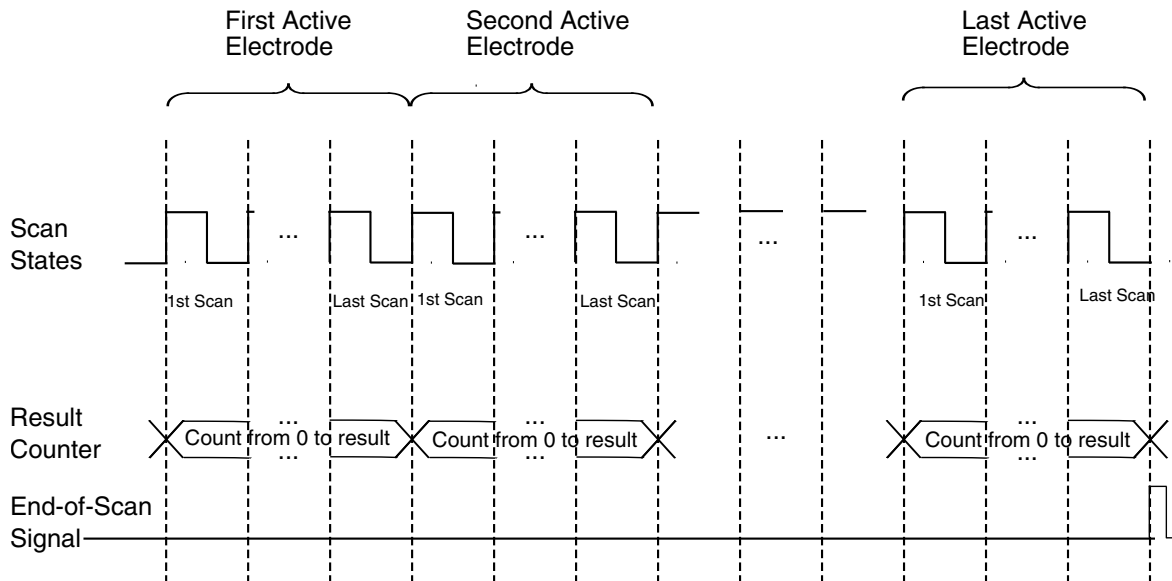 First Active
Electrode
Second Active
Electrode
Last Active
Electrode
Scan
States
...
...
...
...
1st Scan
Last Scan
1st Scan
Last Scan
1st Scan
Last Scan
Result
Counter
...
Count from 0 to result
...
...
Count from 0 to result
...
...
...
Count from 0 to result
...
End-of-Scan
Signal